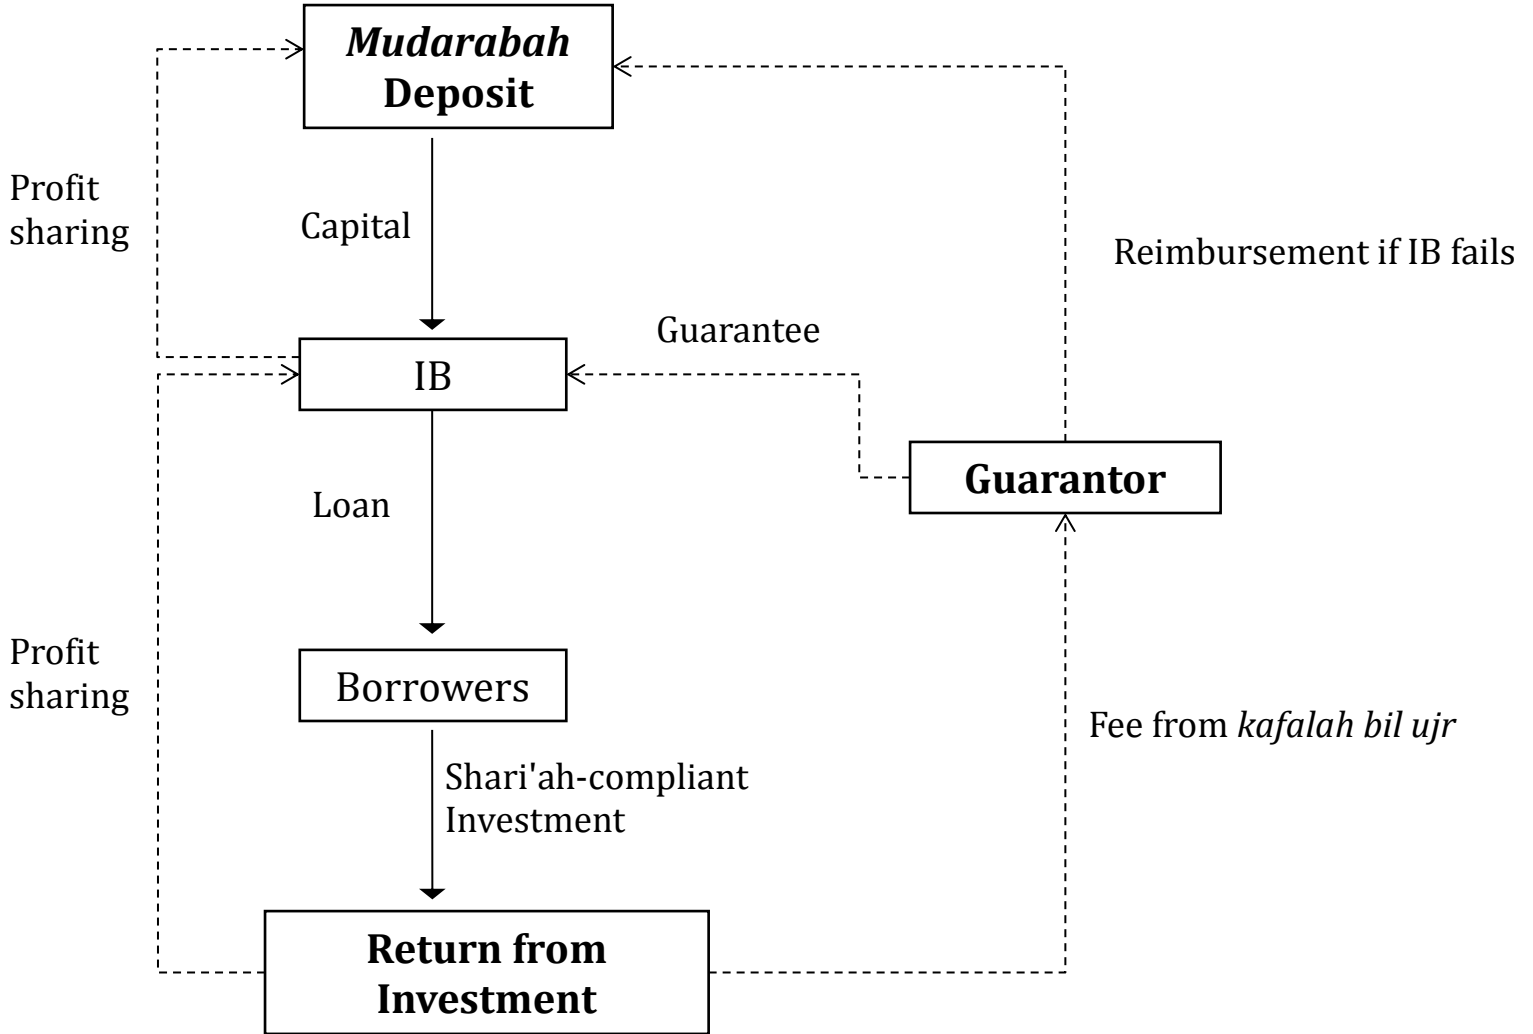 Mudarabah
Deposit
Profit
sharing
Capital
Reimbursement if IB fails
Guarantee
IB
Guarantor
Loan
Profit
sharing
Borrowers
Fee from kafalah bil ujr
Shari'ah-compliant
Investment
Return from
Investment